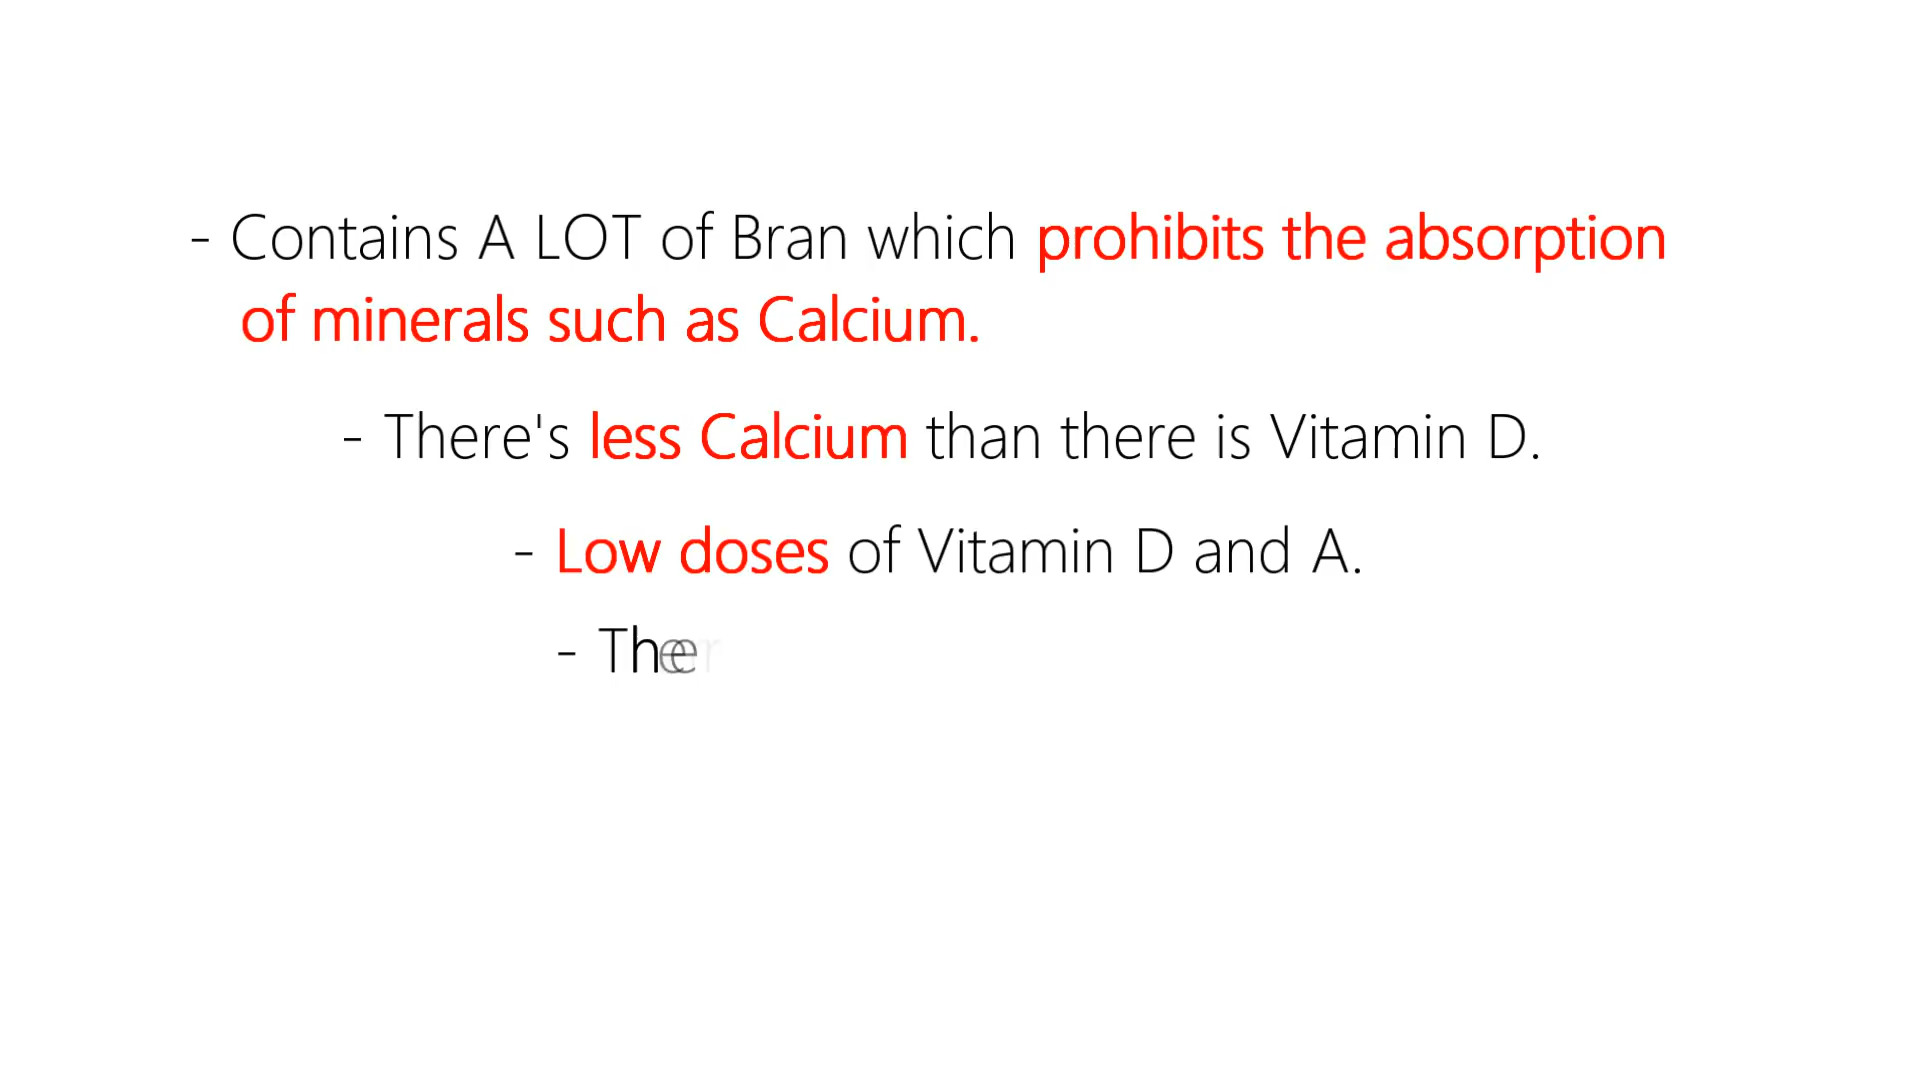 - Contains A LOT of Bran which prohibits the absorption
of minerals such as Calcium.
- There's less Calcium than there is Vitamin D.
- Low doses of Vitamin D and A.
-